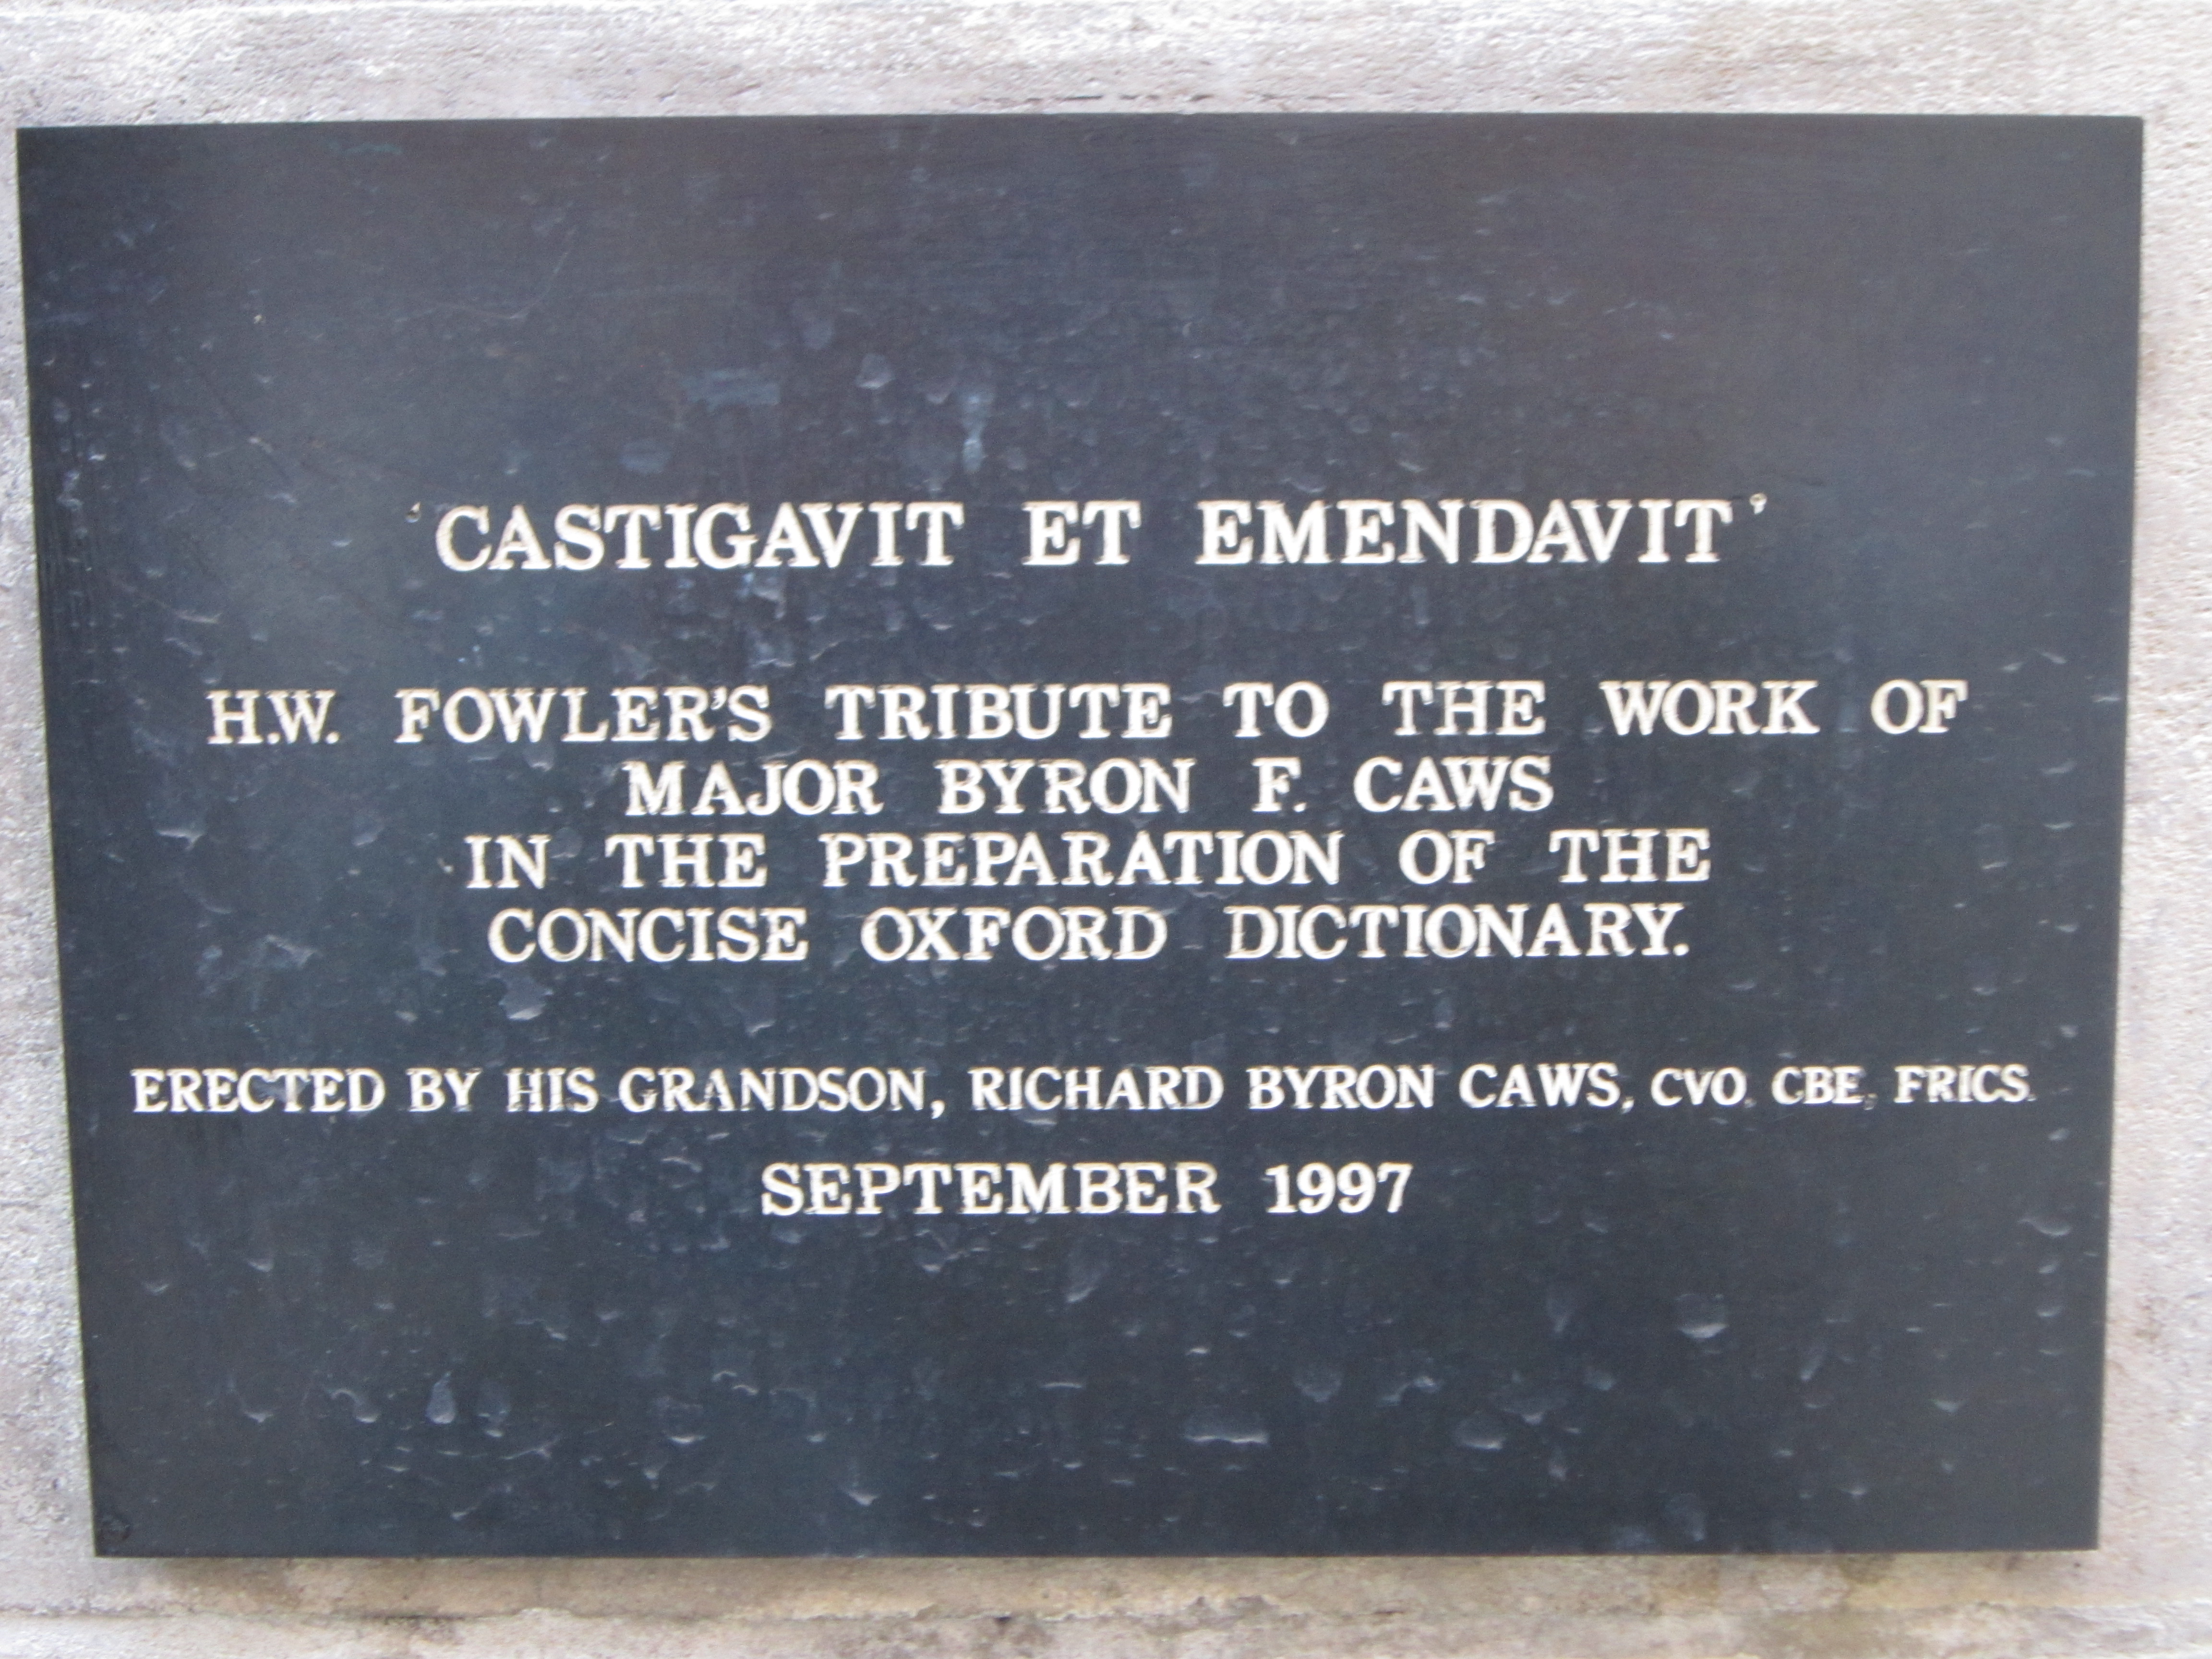 'CASTIGAVIT ET EMENDAVIT'
H.W. FOWLER'S TRIBUTE TO THE WORK OF
MAJOR BYRON F. CAWS
IN THE PREPARATION OF THE
CONCISE OXFORD DICTIONARY.
ERECTED BY HIS GRANDSON, RICHARD BYRON CAWS, CVO, CBE, FRICS.
SEPTEMBER 1997